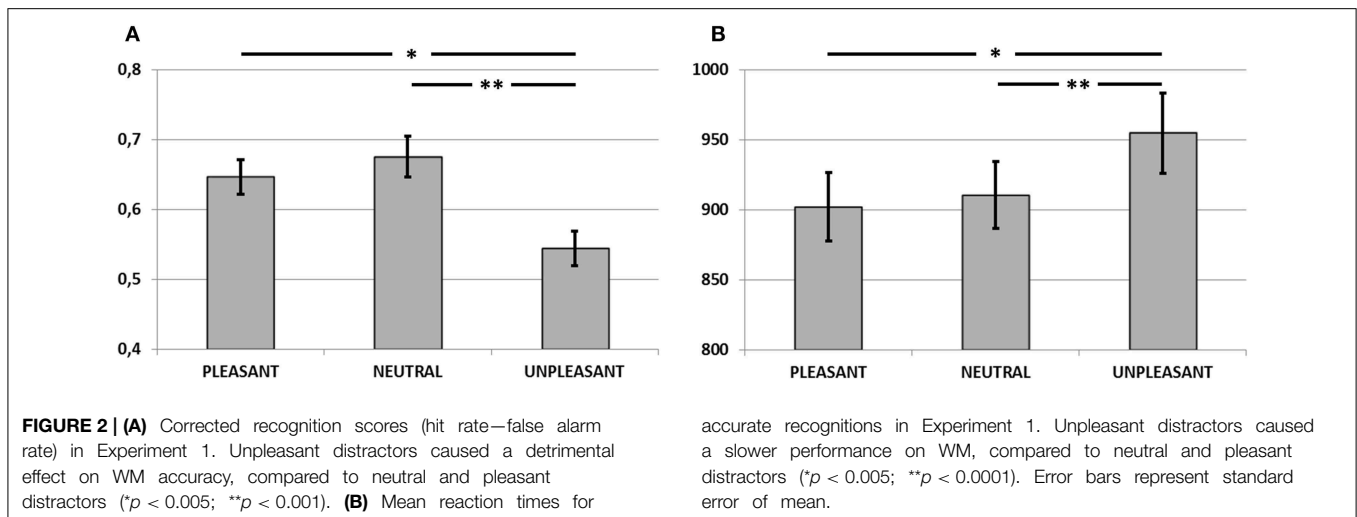 A
*
**
0,8
0,7
0,6
0,5
0,4
PLEASANT NEUTRAL UNPLEASANT
B
*
**
1000
950
900
850
800
PLEASANT NEUTRAL UNPLEASANT
FIGURE 2 | (A) Corrected recognition scores (hit rate—false alarm
rate) in Experiment 1. Unpleasant distractors caused a detrimental
effect on WM accuracy, compared to neutral and pleasant
distractors (*p < 0.005; **p < 0.001). (B) Mean reaction times for
accurate recognitions in Experiment 1. Unpleasant distractors caused
a slower performance on WM, compared to neutral and pleasant
distractors (*p < 0.005; **p < 0.0001). Error bars represent standard
error of mean.